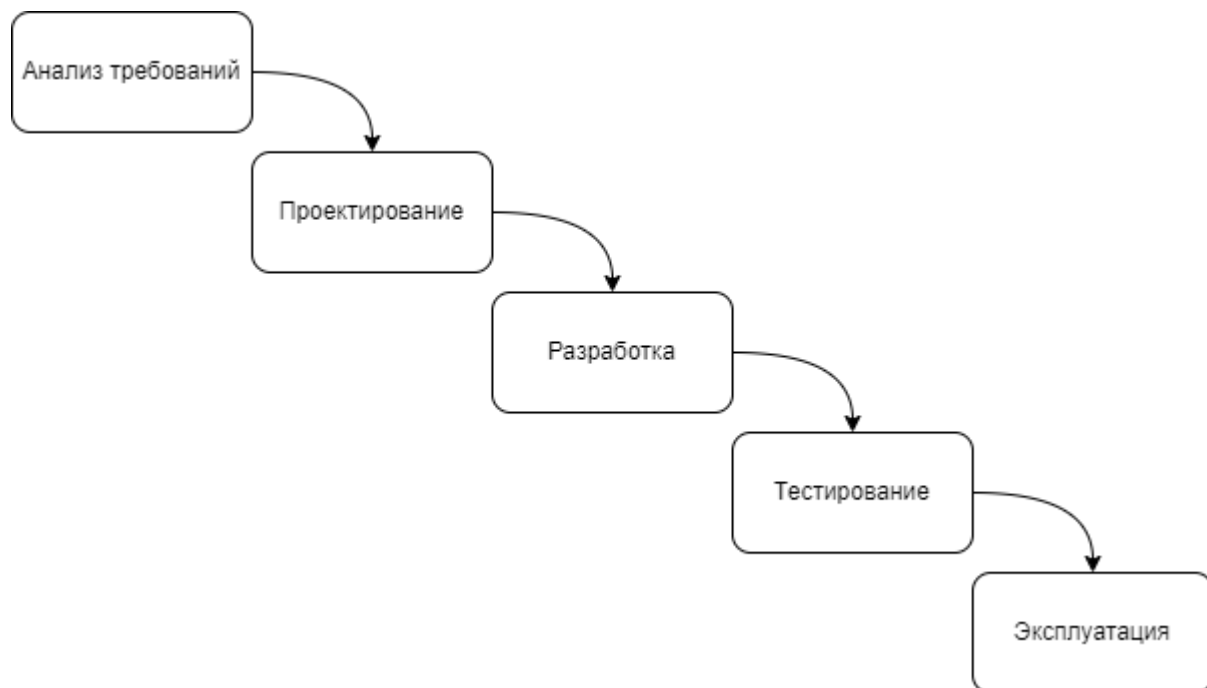 Анализ требований
Проектирование
Разработка
Тестирование
Эксплуатация